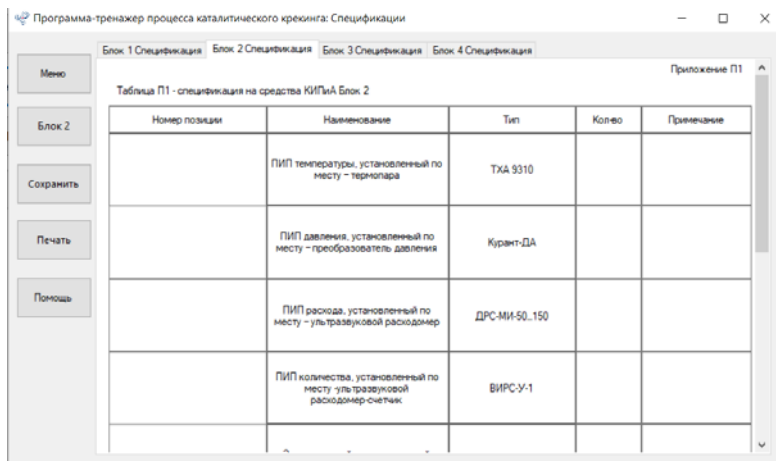 Программа-тренажер процесса каталитического крекинга: Спецификации
Блок 1 Спецификация Блок 2 Спецификация Блок 3 Спецификация Блок 4 Спецификация
Меню
Блок 2
Сохранить
Печать
Помощь
Приложение П1
Таблица П1 - спецификация на средства КИПиА Блок 2
Номер позиции Наименование Тип Кол-во Примечание
ПИП температуры, установленный по
месту – термопара
ТХА 9310
ПИП давления, установленный по
месту – преобразователь давления
Курант-ДА
ПИП расхода, установленный по
месту – ультразвуковой расходомер
ДРС-МИ-50..150
ПИП количества, установленный по
месту -ультразвуковой
расходомер-счетчик
ВИРС-У-1